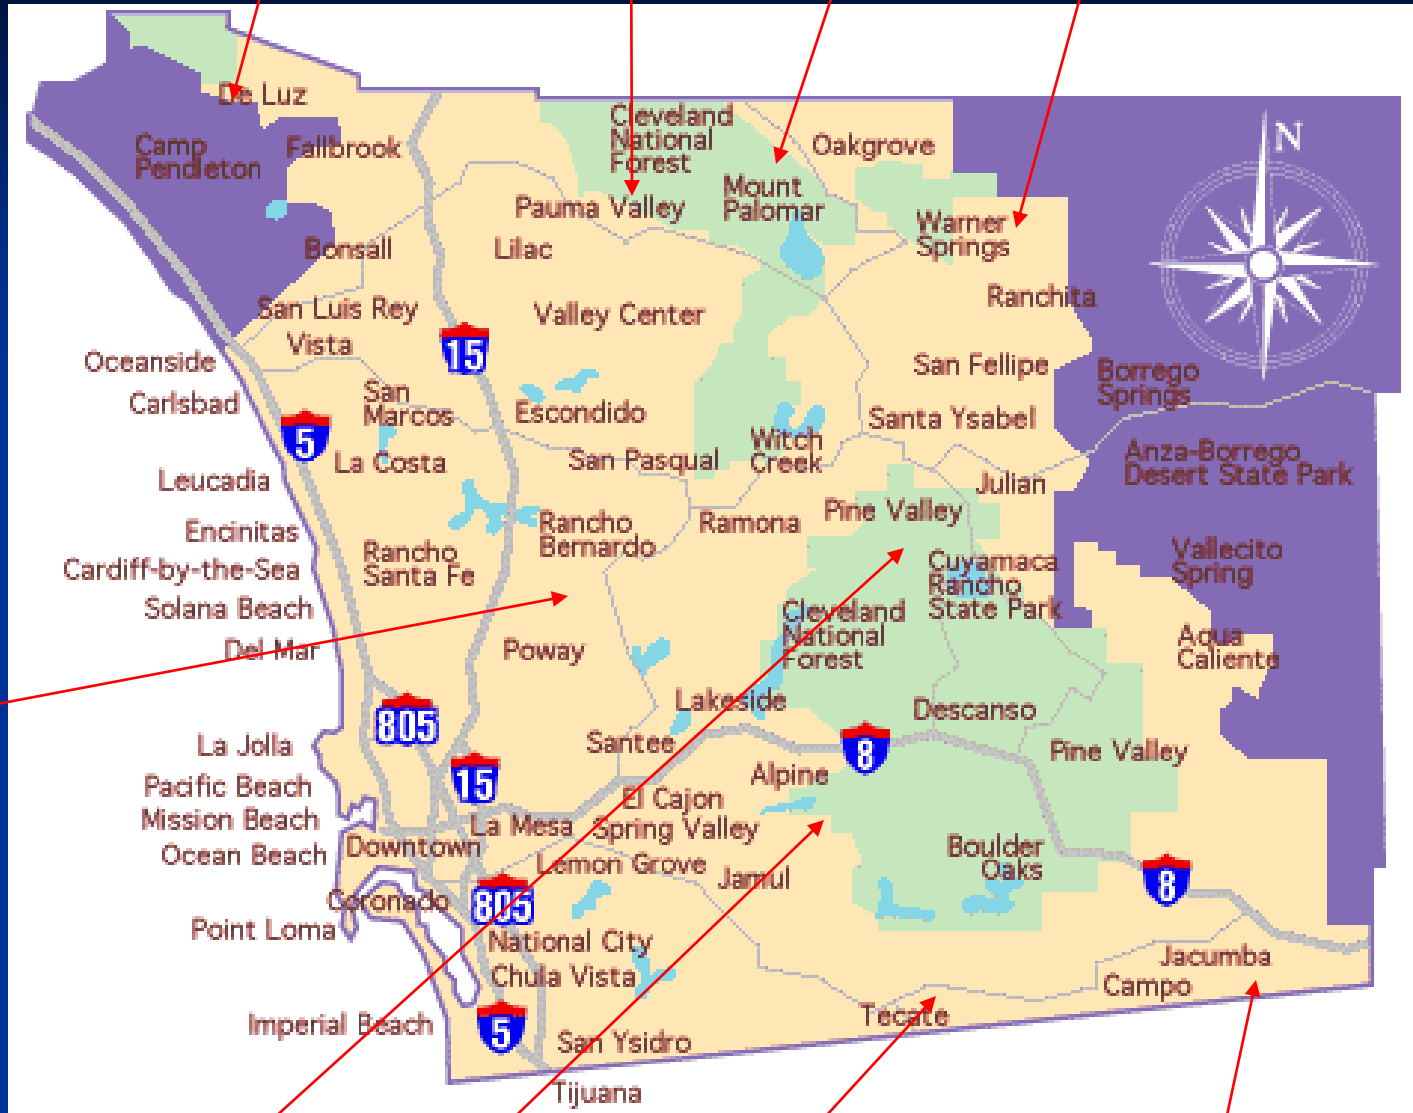 De Luz
Camp
Pendleton
Fallbrook
Cleveland
National
Forest
Oakgrove
N
Mount
Palomar
Pauma Valley
Warner
Springs
Bonsall
Lilac
Ranchita
San Luis Rey
Valley Center
Vista
15
Oceanside
San Fellipe
Borrego
Springs
Carlsbad
San
Marcos
Escondido
Santa Ysabel
5
Witch
Creek
La Costa
San Pasqual
Anza-Borrego
Desert State Park
Leucadia
Julian
Encinitas
Rancho
Bernardo
Ramona
Pine Valley
Cardiff-by-the-Sea
Rancho
Santa Fe
Cuyamaca
Rancho
State Park
Vallecito
Spring
Solana Beach
Cleveland
National
Forest
Del Mar
Poway
Agua
Caliente
Lakeside
Descanso
805
La Jolla
Santee
8
Pine Valley
Pacific Beach
15
Alpine
Mission Beach
El Cajon
La Mesa
Spring Valley
Ocean Beach
Downtown
Lemon Grove
Boulder
Oaks
Jamul
8
Coronado
805
Point Loma
National City
Jacumba
Chula Vista
Campo
Imperial Beach
5
Tecate
San Ysidro
Tijuana